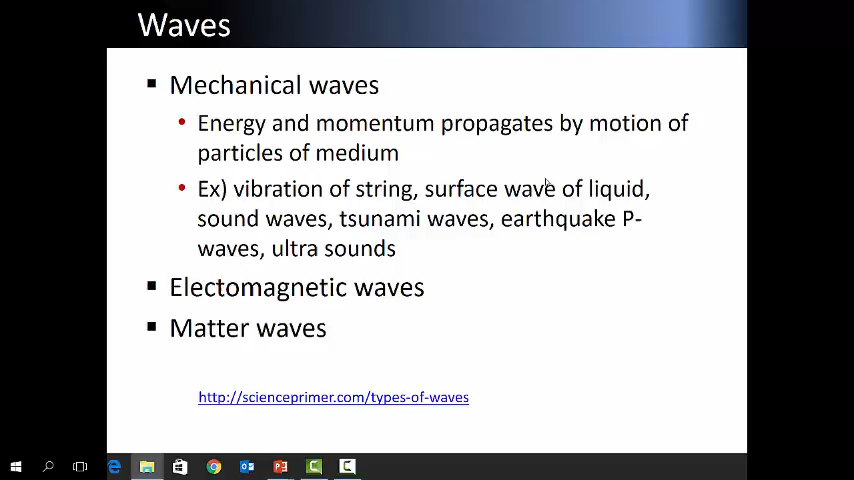 Waves
Mechanical waves
Energy and momentum propagates by motion of
particles of medium
Ex) vibration of string, surface wave of liquid,
sound waves, tsunami waves, earthquake P-
waves, ultra sounds
Electomagnetic waves
Matter waves
http://scienceprimer.com/types-of-waves